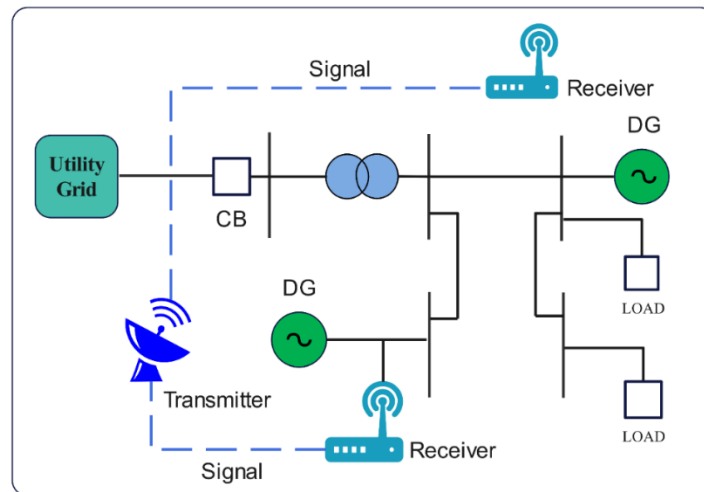 Signal
Receiver
DG
Utility
Grid
CB
DG
LOAD
Transmitter
Receiver
LOAD
Signal